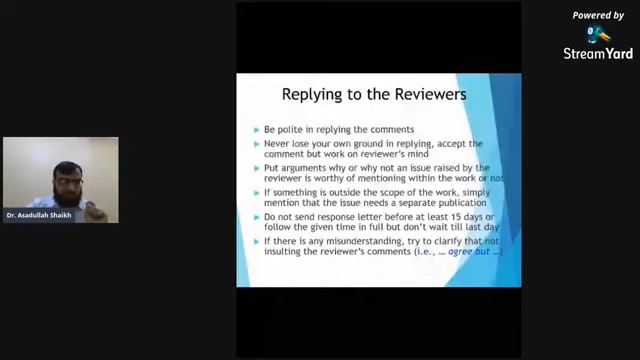 Powered by
StreamYard
Replying to the Reviewers
Be polite in replying the comments
Never lose your own ground in replying, accept the
comment but work on reviewer's mind
Put arguments why or why not an issue raised by the
reviewer is worthy of mentioning within the work or not
If something is outside the scope of the work, simply
mention that the issue needs a separate publication
Do not send response letter before at least 15 days or
follow the given time in full but don't wait till last day
If there is any misunderstanding, try to clarify that not
insulting the reviewer's comments (i.e., … agree but …)
Dr. Asadullah Shaikh